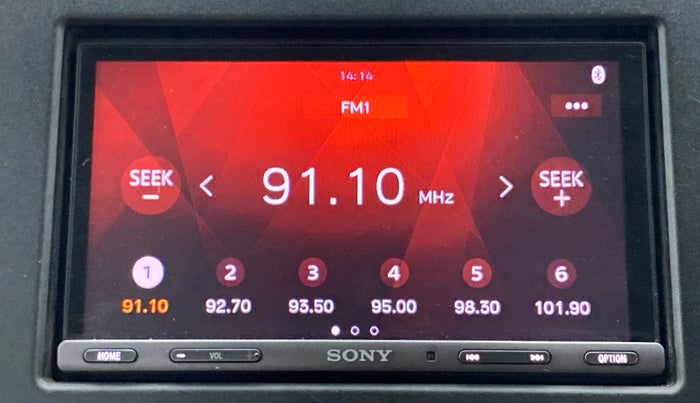 14:14
FM1
SEEK
−
91.10 MHz
SEEK
+
1 2 3 4 5 6
91.10 92.70 93.50 95.00 98.30 101.90
HOME
− VOL +
SONY
OPTION